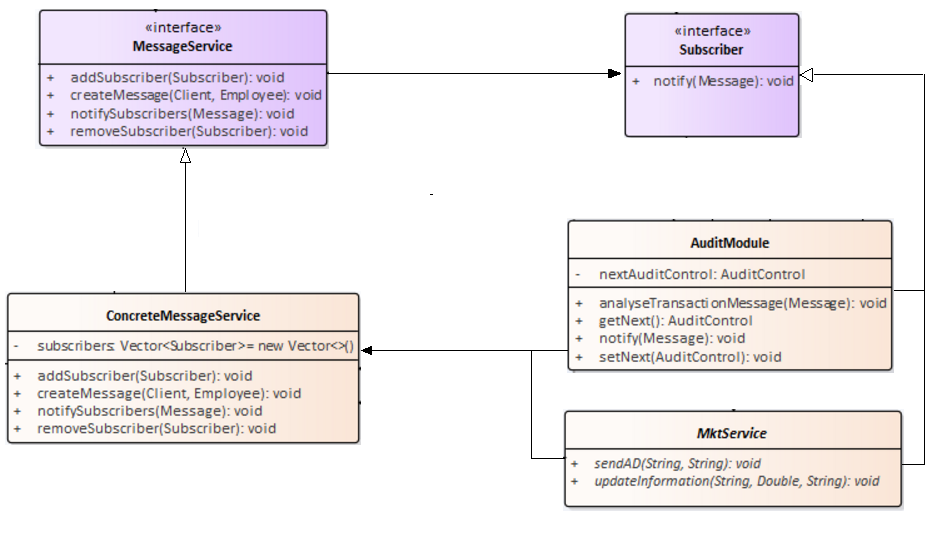 «interface»
MessageService
+ addSubscriber(Subscriber): void
+ createMessage(Client, Employee): void
+ notifySubscribers(Message): void
+ removeSubscriber(Subscriber): void
«interface»
Subscriber
+ notify(Message): void
AuditModule
- nextAuditControl: AuditControl
+ analyseTransactionMessage(Message): void
+ getNext(): AuditControl
+ notify(Message): void
+ setNext(AuditControl): void
ConcreteMessageService
- subscribers: Vector<Subscriber>= new Vector<>()
+ addSubscriber(Subscriber): void
+ createMessage(Client, Employee): void
+ notifySubscribers(Message): void
+ removeSubscriber(Subscriber): void
MktService
+ sendAD(String, String): void
+ updateInformation(String, Double, String): void